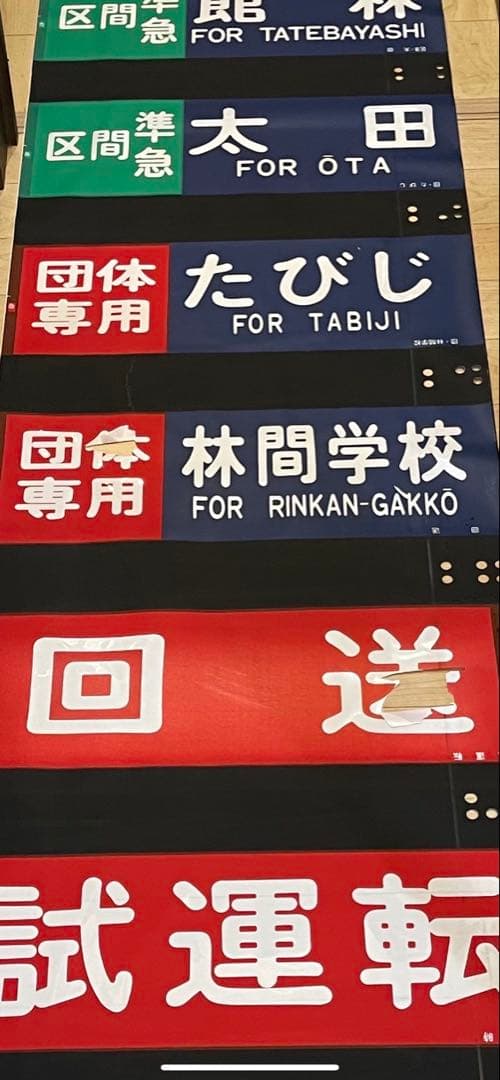 区間準急 館林
FOR TATEBAYASHI
区間準急 太田
FOR ŌTA
団体専用 たびじ
FOR TABIJI
団体専用 林間学校
FOR RINKAN-GAKKŌ
回送
試運転